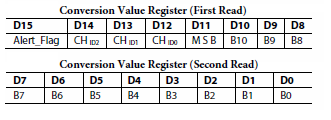 Conversion Value Register (First Read)
D15 D14 D13 D12 D11 D10 D9 D8
Alert_Flag CH ID2 CH ID1 CH ID0 M S B B10 B9 B8
Conversion Value Register (Second Read)
D7 D6 D5 D4 D3 D2 D1 D0
B7 B6 B5 B4 B3 B2 B1 B0